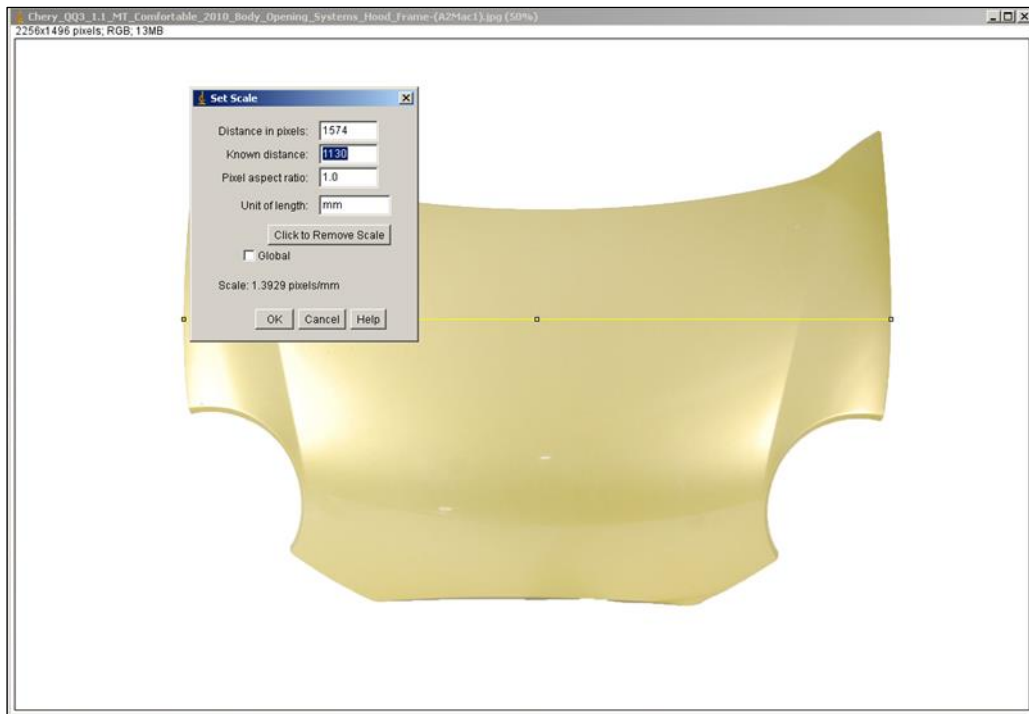 Chery_QQ3_1.1_MT_Comfortable_2010_Body_Opening_Systems_Hood_Frame-(A2Mac1).jpg (50%)
2256x1496 pixels; RGB; 13MB
Set Scale
Distance in pixels: 1574
Known distance: 1130
Pixel aspect ratio: 1.0
Unit of length: mm
Click to Remove Scale
Global
Scale: 1.3929 pixels/mm
OK Cancel Help